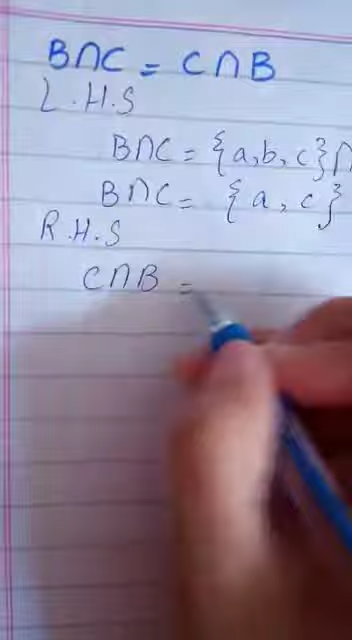 B∩C = C∩B
L.H.S
B∩C = {a,b,c}∩
B∩C = {a, c}
R.H.S
C∩B =